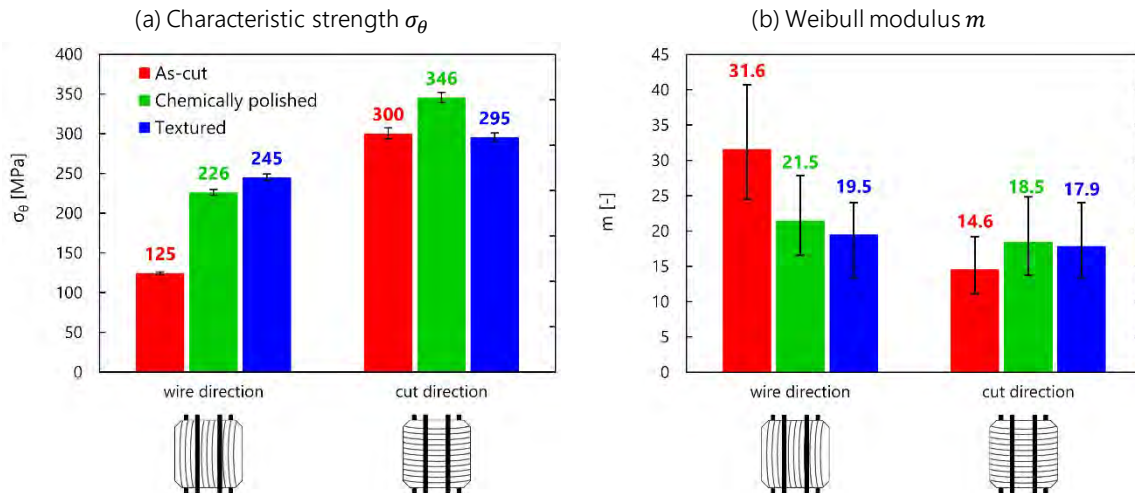 (a) Characteristic strength σθ
400
350
300
250
200
150
100
50
0
σθ [MPa]
As-cut
Chemically polished
Textured
125
226
245
300
346
295
wire direction
cut direction
(b) Weibull modulus m
45
40
35
30
25
20
15
10
5
0
m [-]
31.6
21.5
19.5
14.6
18.5
17.9
wire direction
cut direction